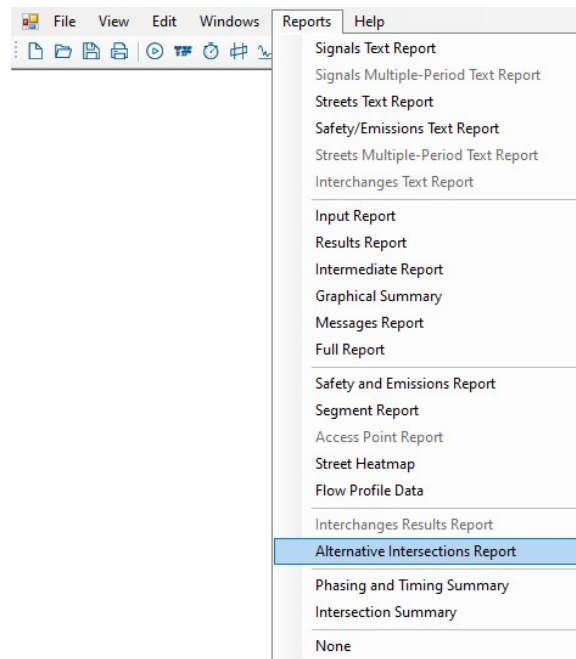 File View Edit Windows Reports Help
Signals Text Report
Signals Multiple-Period Text Report
Streets Text Report
Safety/Emissions Text Report
Streets Multiple-Period Text Report
Interchanges Text Report
Input Report
Results Report
Intermediate Report
Graphical Summary
Messages Report
Full Report
Safety and Emissions Report
Segment Report
Access Point Report
Street Heatmap
Flow Profile Data
Interchanges Results Report
Alternative Intersections Report
Phasing and Timing Summary
Intersection Summary
None